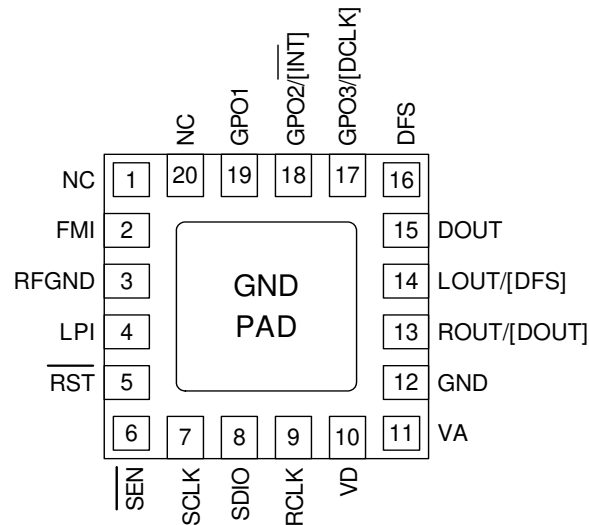 NC
GPO1
GPO2/[INT]
GPO3/[DCLK]
DFS
NC 1 20 19 18 17 16
FMI 2 15 DOUT
RFGND 3 14 LOUT/[DFS]
GND
PAD
LPI 4 13 ROUT/[DOUT]
RST 5 12 GND
6 7 8 9 10 11 VA
SEN
SCLK
SDIO
RCLK
VD